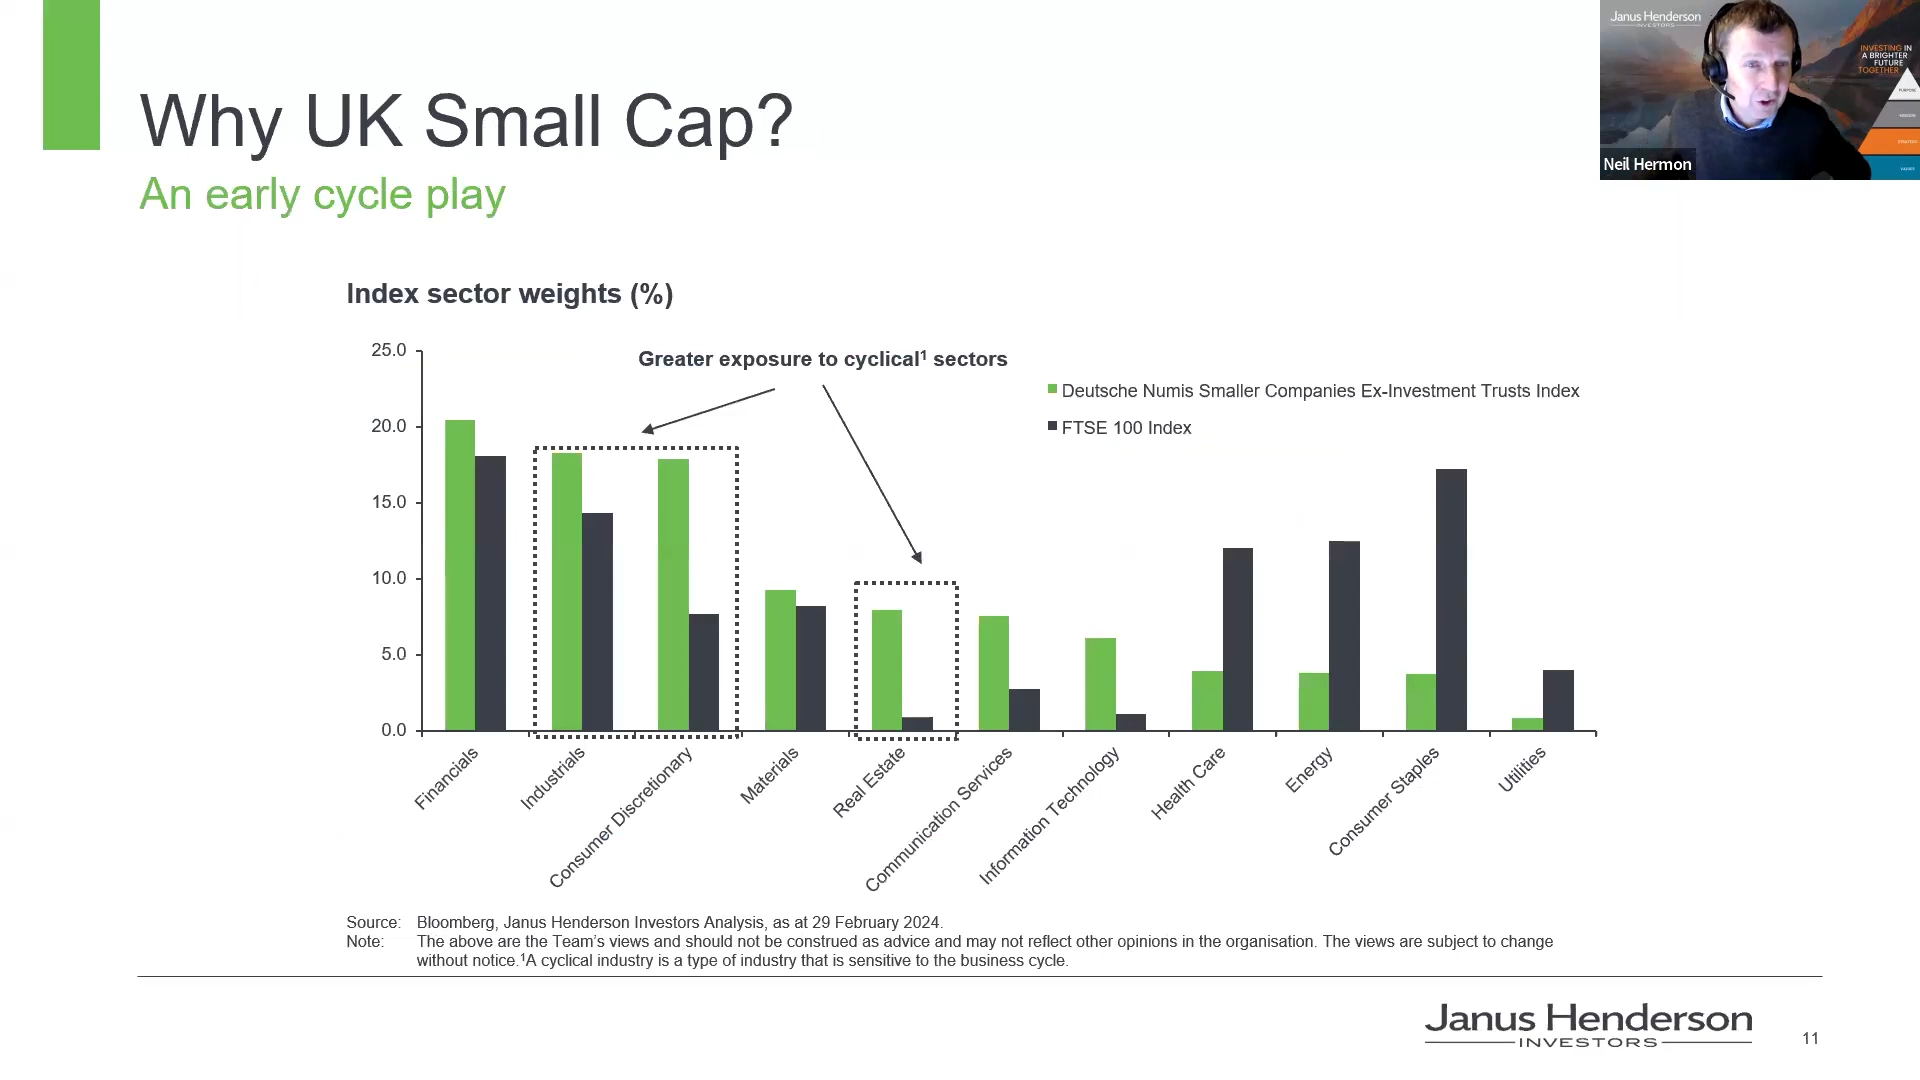 Why UK Small Cap?
An early cycle play
Janus Henderson
INVESTORS
INVESTING IN
A BRIGHTER
FUTURE
TOGETHER
PURPOSE
MISSION
STRATEGY
VALUES
Neil Hermon
Index sector weights (%)
Greater exposure to cyclical¹ sectors
Deutsche Numis Smaller Companies Ex-Investment Trusts Index
FTSE 100 Index
25.0
20.0
15.0
10.0
5.0
0.0
Financials
Industrials
Consumer Discretionary
Materials
Real Estate
Communication Services
Information Technology
Health Care
Energy
Consumer Staples
Utilities
Source: Bloomberg, Janus Henderson Investors Analysis, as at 29 February 2024.
Note: The above are the Team’s views and should not be construed as advice and may not reflect other opinions in the organisation. The views are subject to change
without notice.¹A cyclical industry is a type of industry that is sensitive to the business cycle.
Janus Henderson
INVESTORS
11